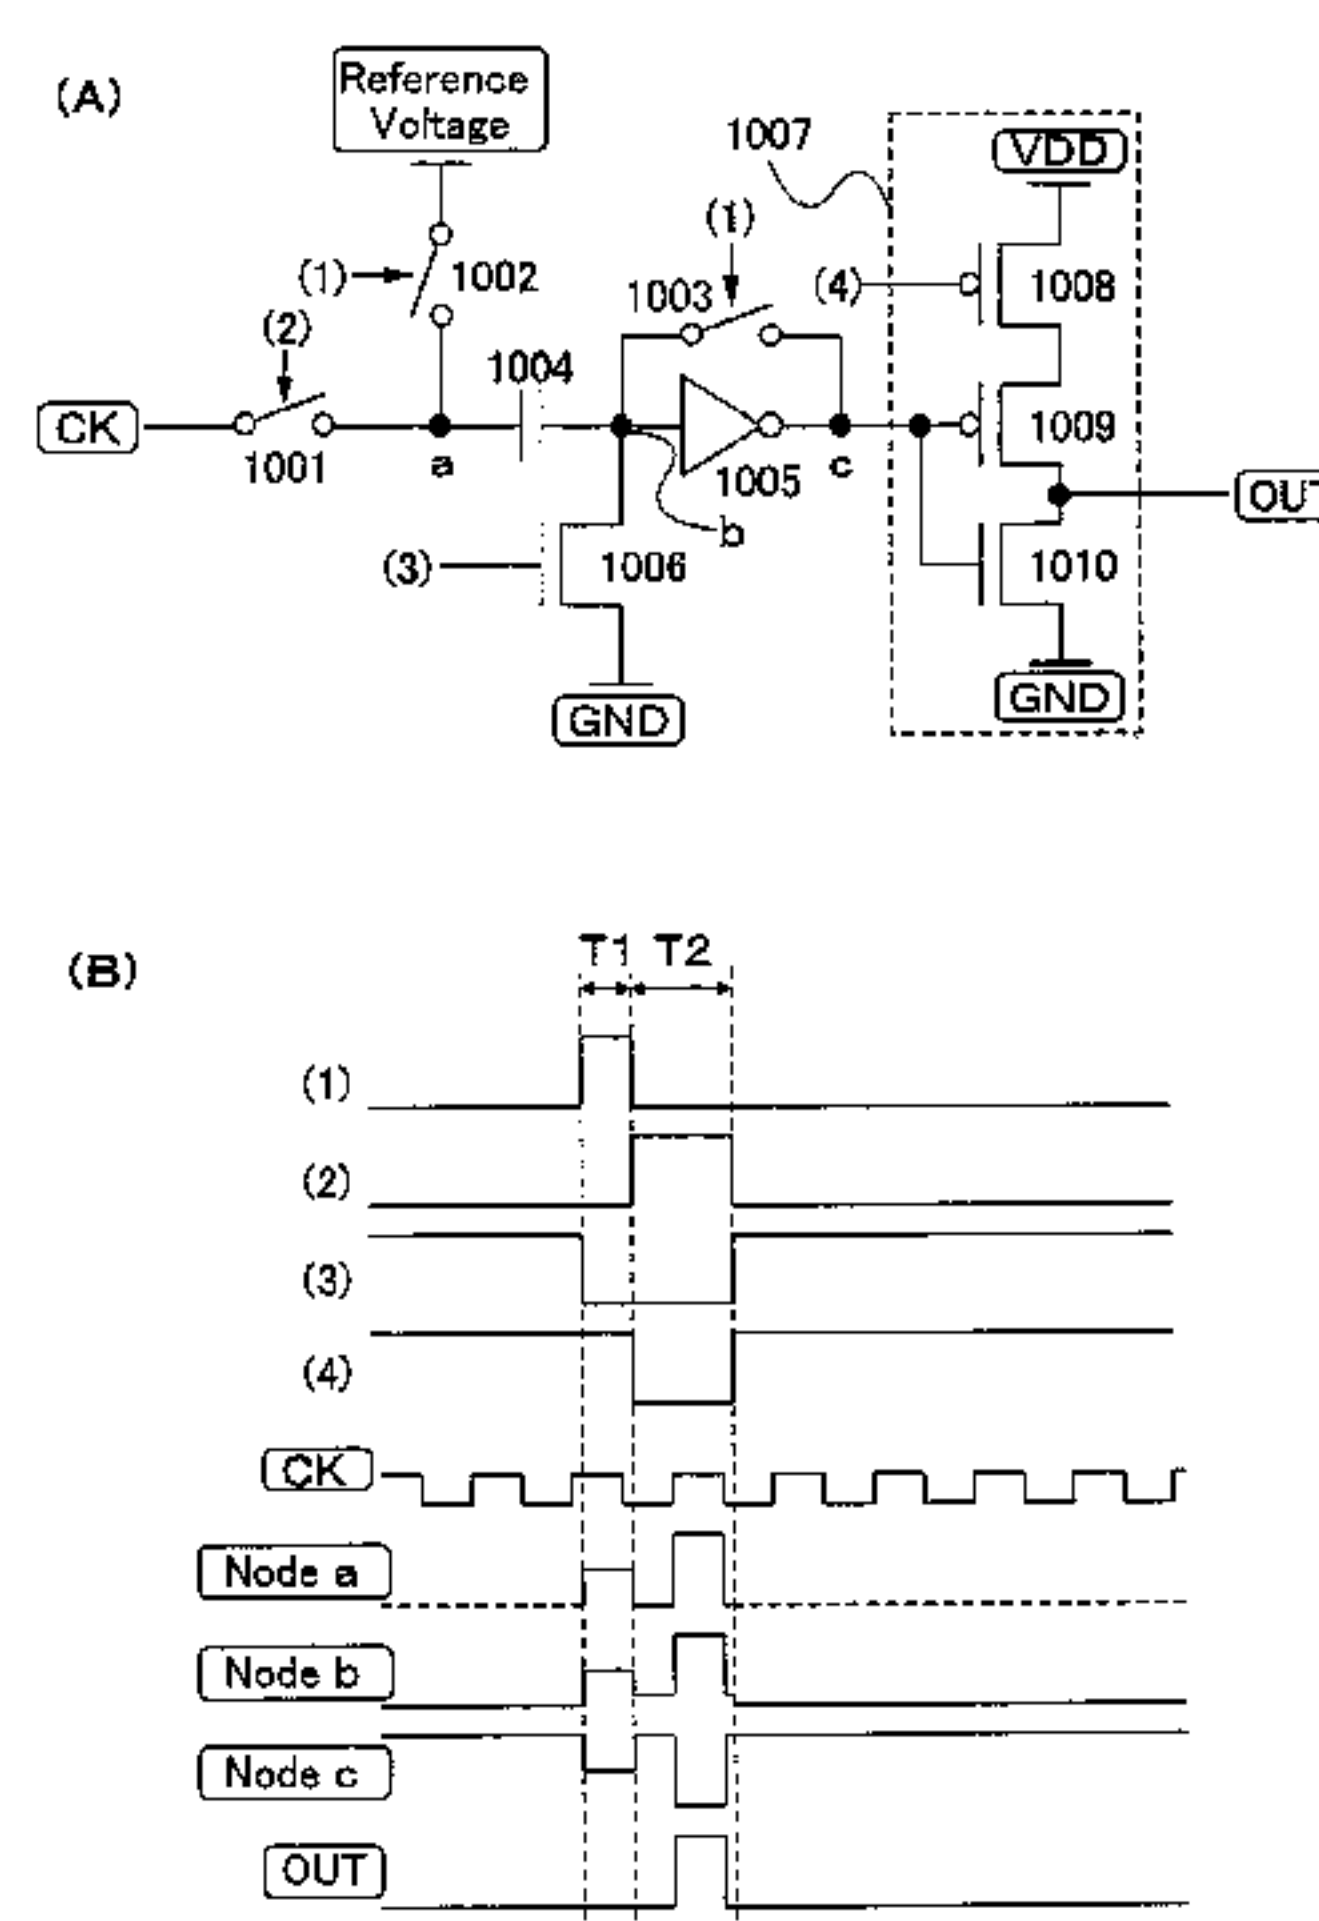 (A)
Reference
Voltage
1007
VDD
(1)
(1)
1002
1003
(4)
1008
(2)
1004
CK
1001
a
1005
c
1009
b
OUT
(3)
1006
1010
GND
GND
(B)
T1 T2
(1)
(2)
(3)
(4)
CK
Node a
Node b
Node c
OUT